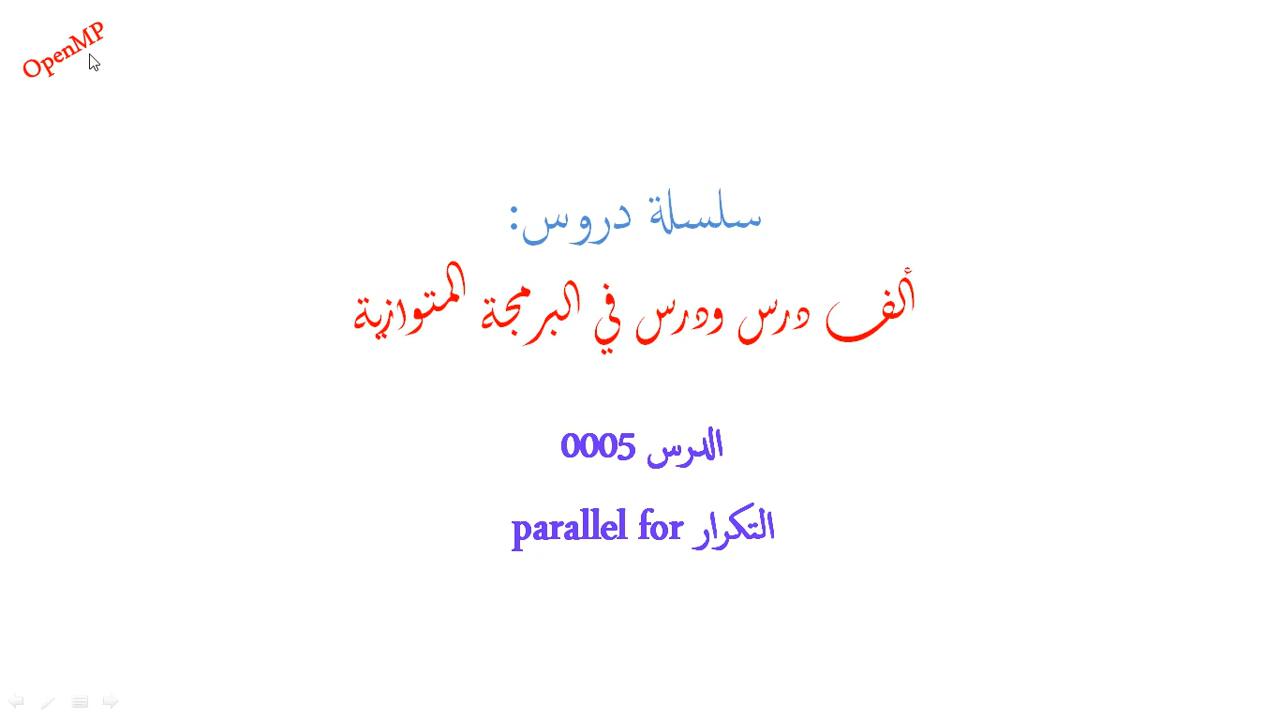 OpenMP
سلسلة دروس:
ألف درس ودرس في البرمجة المتوازية
الدرس 0005
التكرار parallel for